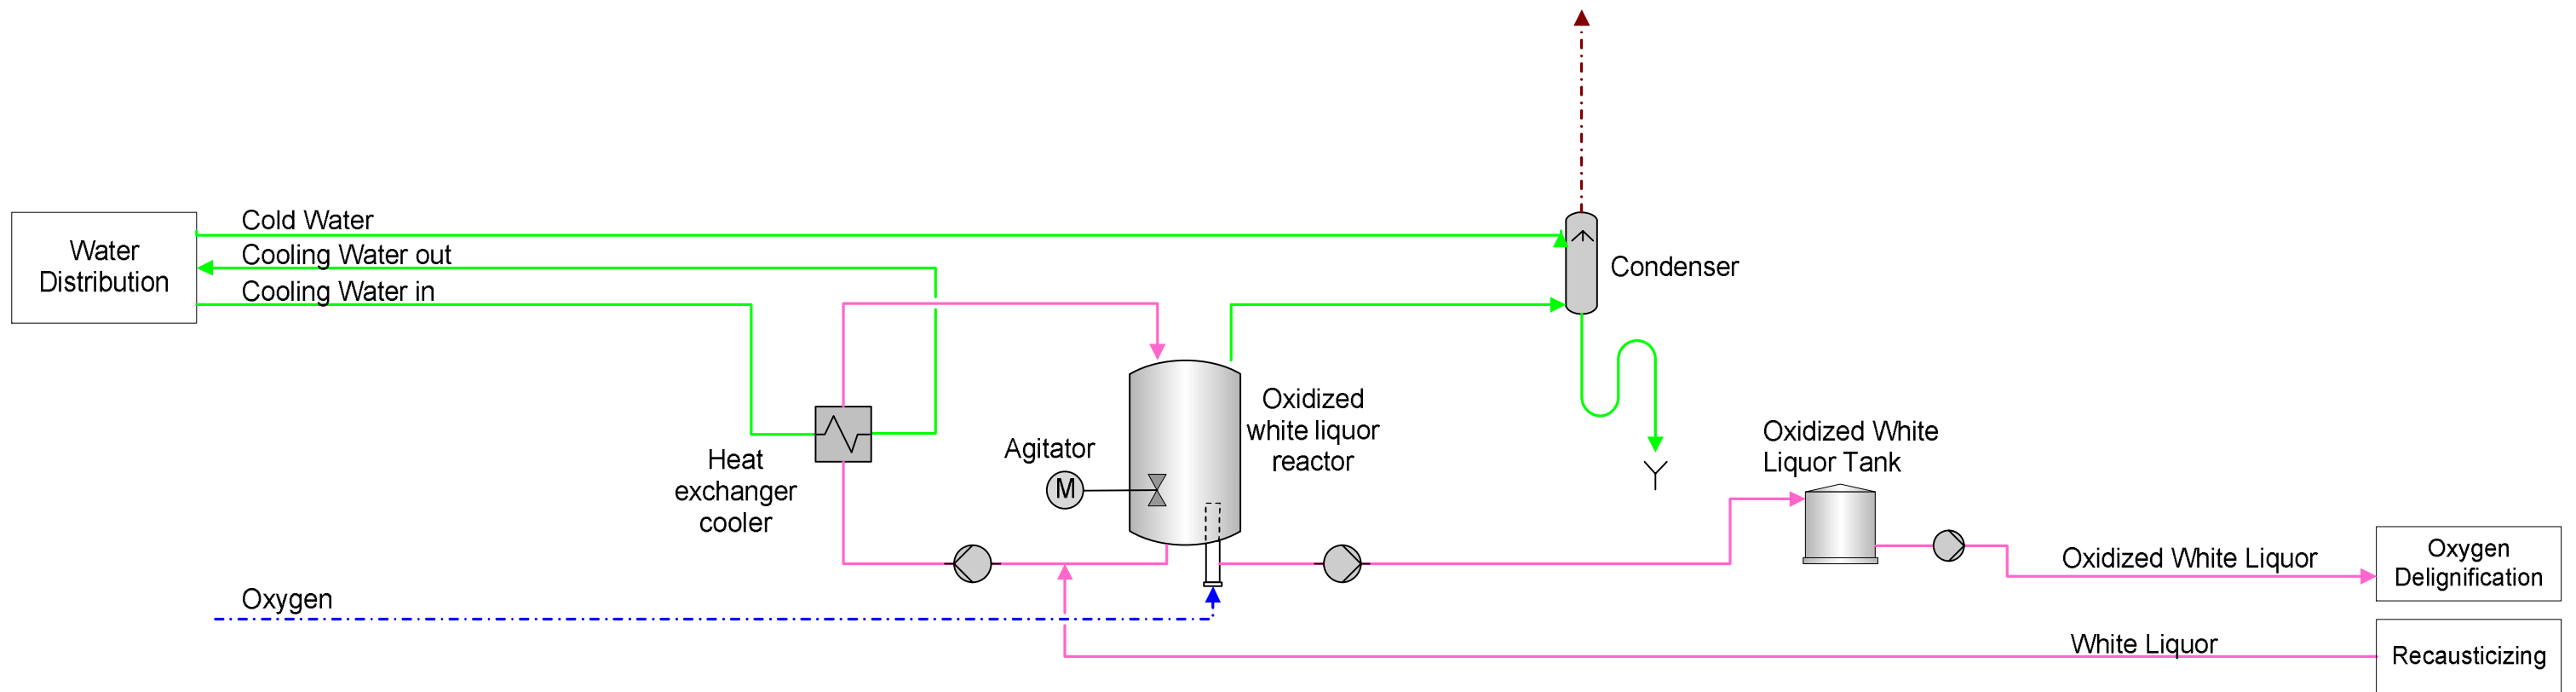 Cold Water
Water
Distribution
Cooling Water out
Cooling Water in
Condenser
Oxidized
white liquor
reactor
Agitator
M
Heat
exchanger
cooler
Oxidized White
Liquor Tank
Oxidized White Liquor
Oxygen
Delignification
Oxygen
White Liquor
Recausticizing